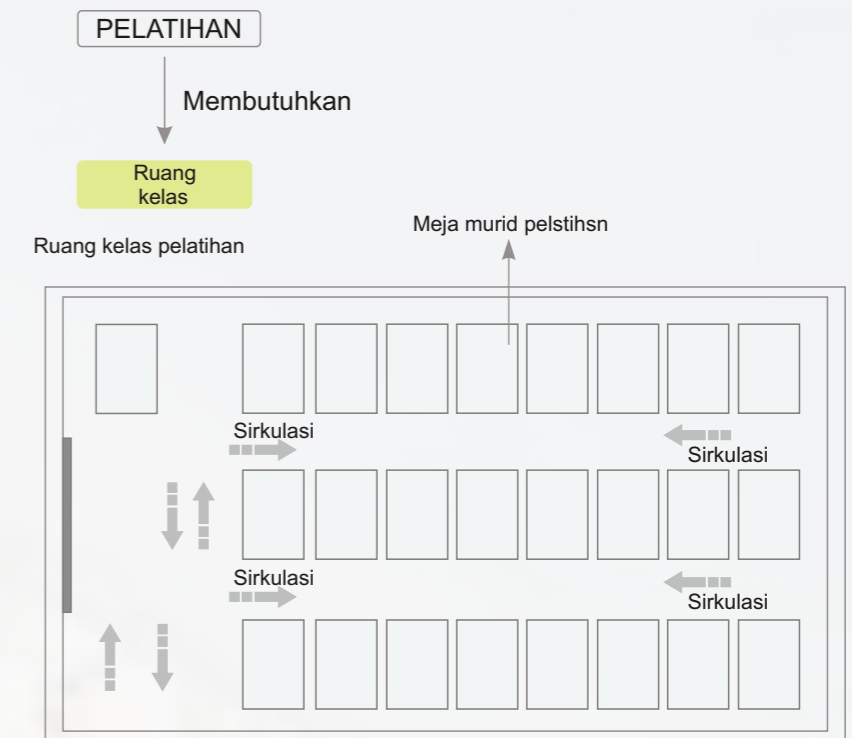 PELATIHAN
Membutuhkan
Ruang
kelas
Ruang kelas pelatihan
Meja murid pelstihsn
Sirkulasi
Sirkulasi
Sirkulasi
Sirkulasi